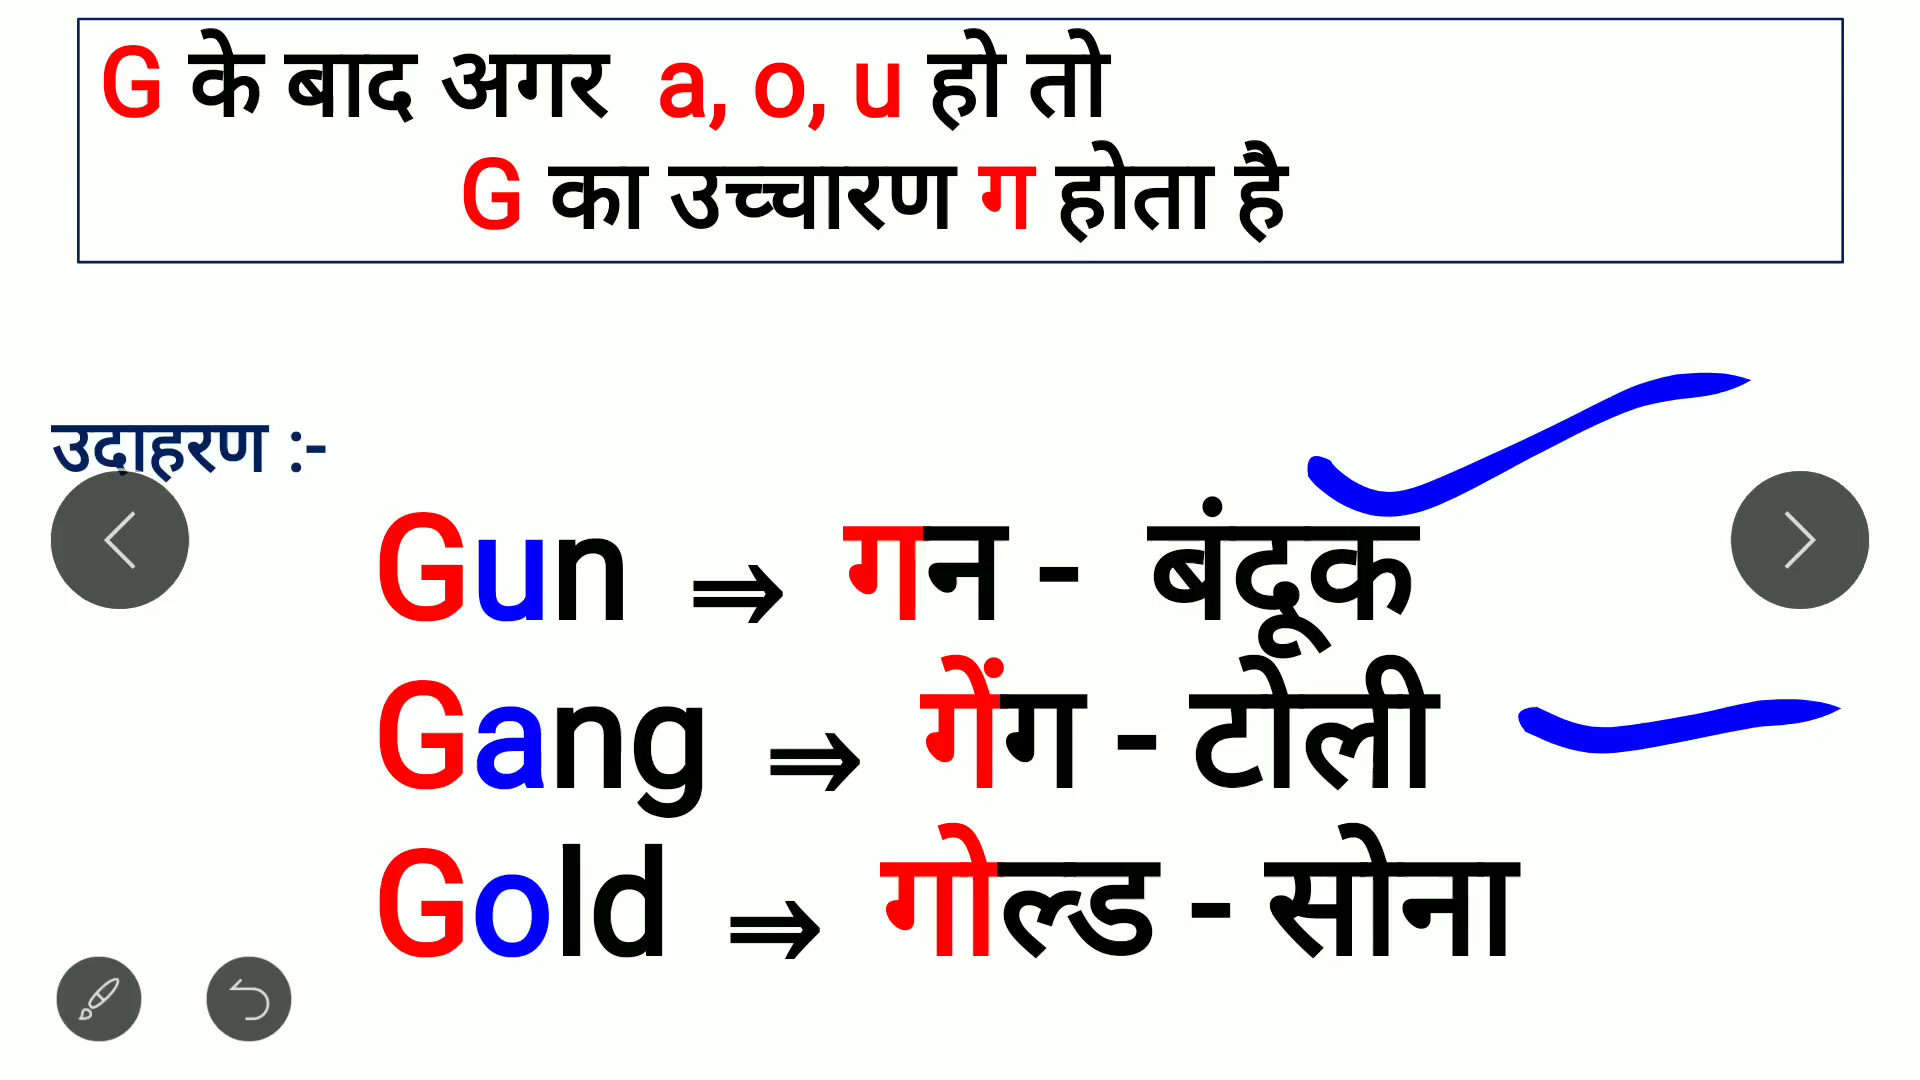 G के बाद अगर a, o, u हो तो
G का उच्चारण ग होता है
उदाहरण :-
Gun ⇒ गन - बंदूक
Gang ⇒ गेंग - टोली
Gold ⇒ गोल्ड - सोना